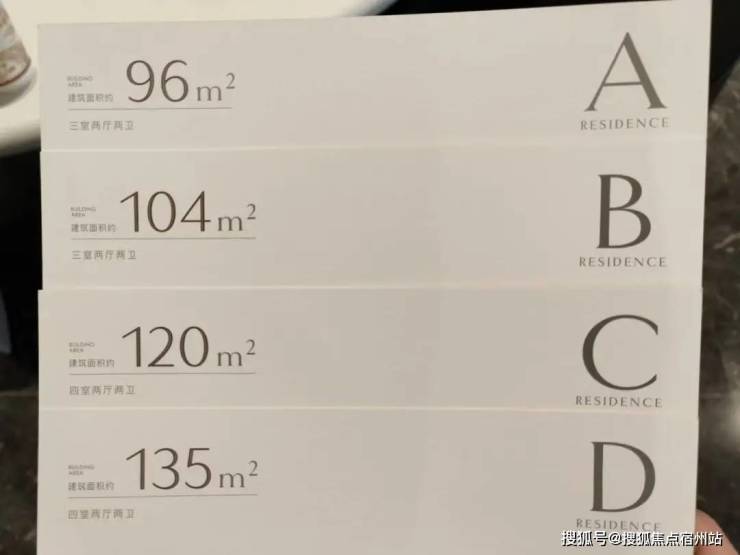 BUILDING
AREA
建筑面积约
96m²
三室两厅两卫
A
RESIDENCE
BUILDING
AREA
建筑面积约
104m²
三室两厅两卫
B
RESIDENCE
BUILDING
AREA
建筑面积约
120m²
四室两厅两卫
C
RESIDENCE
BUILDING
AREA
建筑面积约
135m²
四室两厅两卫
D
RESIDENCE
搜狐号@搜狐焦点宿州站